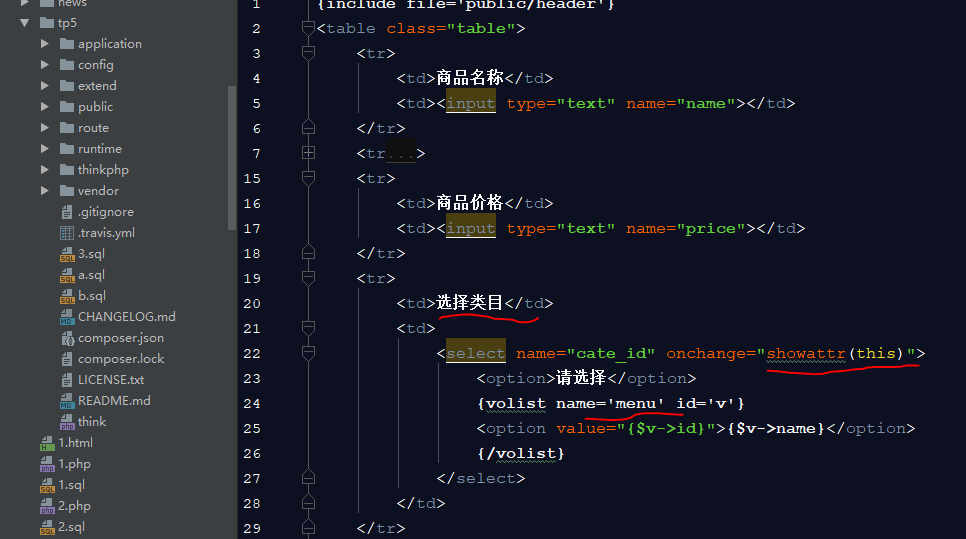 news
tp5
application
config
extend
public
route
runtime
thinkphp
vendor
.gitignore
.travis.yml
3.sql
a.sql
b.sql
CHANGELOG.md
composer.json
composer.lock
LICENSE.txt
README.md
think
1.html
1.php
1.sql
2.php
2.sql
1 {include file='public/header'}
2 <table class="table">
3 <tr>
4 <td>商品名称</td>
5 <td><input type="text" name="name"></td>
6 </tr>
7 <tr...>
15 <tr>
16 <td>商品价格</td>
17 <td><input type="text" name="price"></td>
18 </tr>
19 <tr>
20 <td>选择类目</td>
21 <td>
22 <select name="cate_id" onchange="showattr(this)">
23 <option>请选择</option>
24 {volist name='menu' id='v'}
25 <option value="{$v->id}">{$v->name}</option>
26 {/volist}
27 </select>
28 </td>
29 </tr>